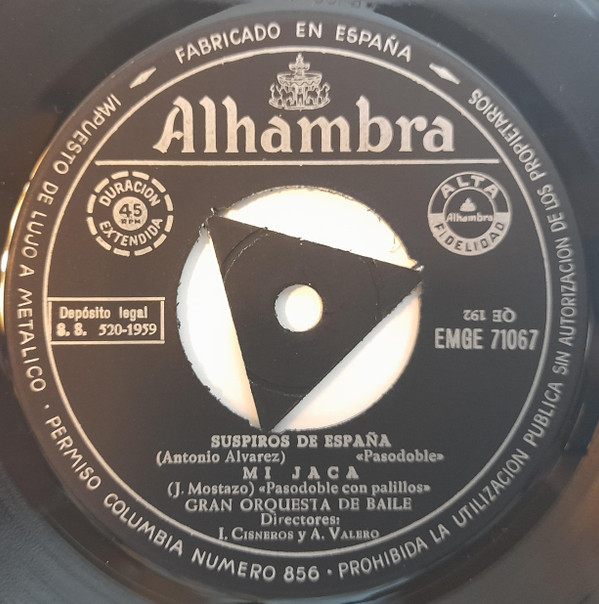 FABRICADO EN ESPAÑA
Alhambra
DURACION
45
RPM
EXTENDIDA
ALTA
Alhambra
FIDELIDAD
Depósito legal
S. S. 520-1959
QE 192
EMGE 71067
SUSPIROS DE ESPAÑA
(Antonio Alvarez) «Pasodoble»
MI JACA
(J. Mostazo) «Pasodoble con palillos»
GRAN ORQUESTA DE BAILE
Directores:
I. CISNEROS y A. VALERO
IMPUESTO DE LUJO A METALICO · PERMISO COLUMBIA NUMERO 856 · PROHIBIDA LA UTILIZACION PUBLICA SIN AUTORIZACION DE LOS PROPIETARIOS